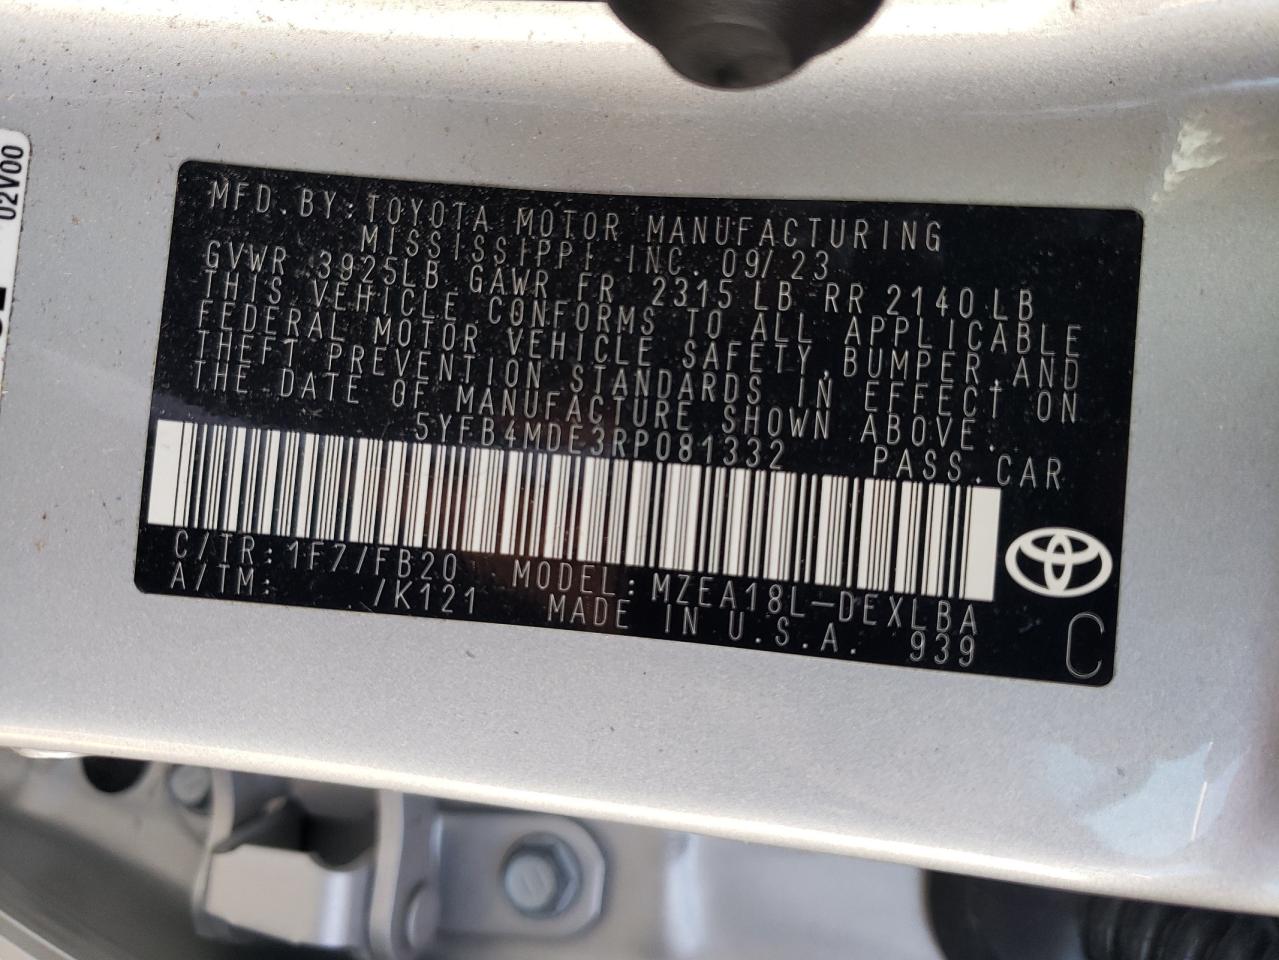 MFD. BY: TOYOTA MOTOR MANUFACTURING
MISSISSIPPI, INC. 09/23
GVWR 3925LB GAWR FR 2315LB RR 2140LB
THIS VEHICLE CONFORMS TO ALL APPLICABLE
FEDERAL MOTOR VEHICLE SAFETY, BUMPER, AND
THEFT PREVENTION STANDARDS IN EFFECT ON
THE DATE OF MANUFACTURE SHOWN ABOVE.
5YFB4MDE3RP081332 PASS. CAR
C/TR: 1F7/FB20 MODEL: MZEA18L-DEXLBA
A/TM: /K121 MADE IN U.S.A. 939
C
02V00